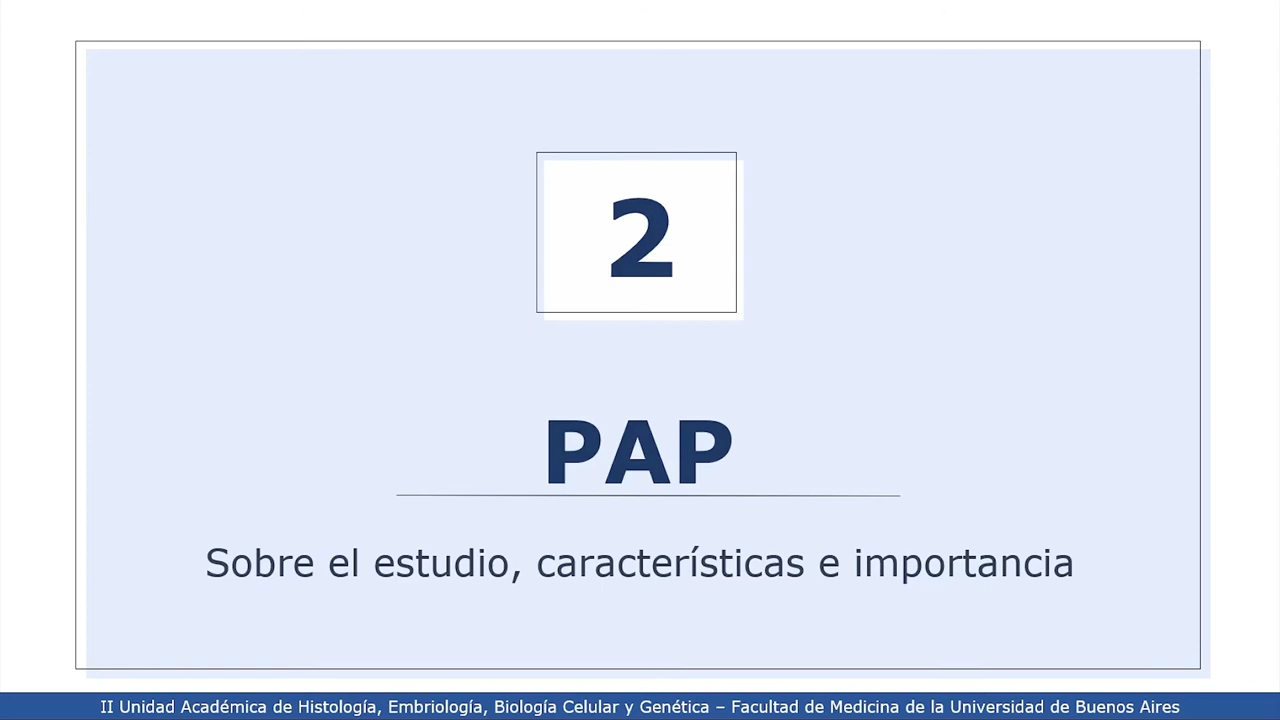 2
PAP
Sobre el estudio, características e importancia
II Unidad Académica de Histología, Embriología, Biología Celular y Genética – Facultad de Medicina de la Universidad de Buenos Aires